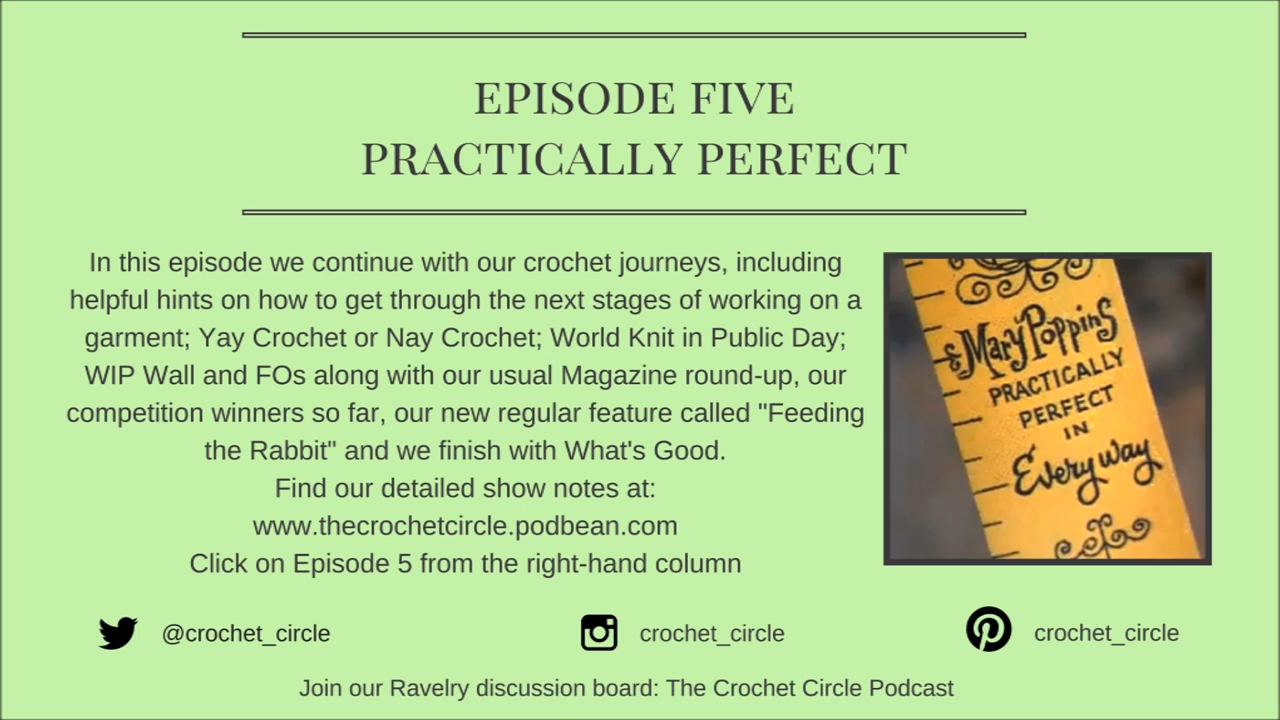 EPISODE FIVE
PRACTICALLY PERFECT
In this episode we continue with our crochet journeys, including
helpful hints on how to get through the next stages of working on a
garment; Yay Crochet or Nay Crochet; World Knit in Public Day;
WIP Wall and FOs along with our usual Magazine round-up, our
competition winners so far, our new regular feature called "Feeding
the Rabbit" and we finish with What's Good.
Find our detailed show notes at:
www.thecrochetcircle.podbean.com
Click on Episode 5 from the right-hand column
Mary Poppins
PRACTICALLY
PERFECT
IN
Every way
@crochet_circle
crochet_circle
crochet_circle
Join our Ravelry discussion board: The Crochet Circle Podcast